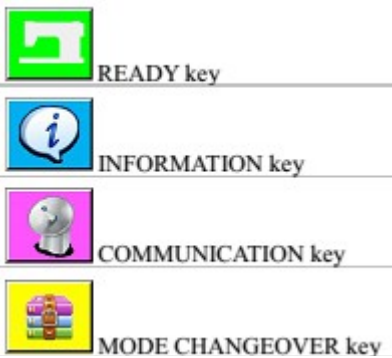 READY key
INFORMATION key
COMMUNICATION key
MODE CHANGEOVER key